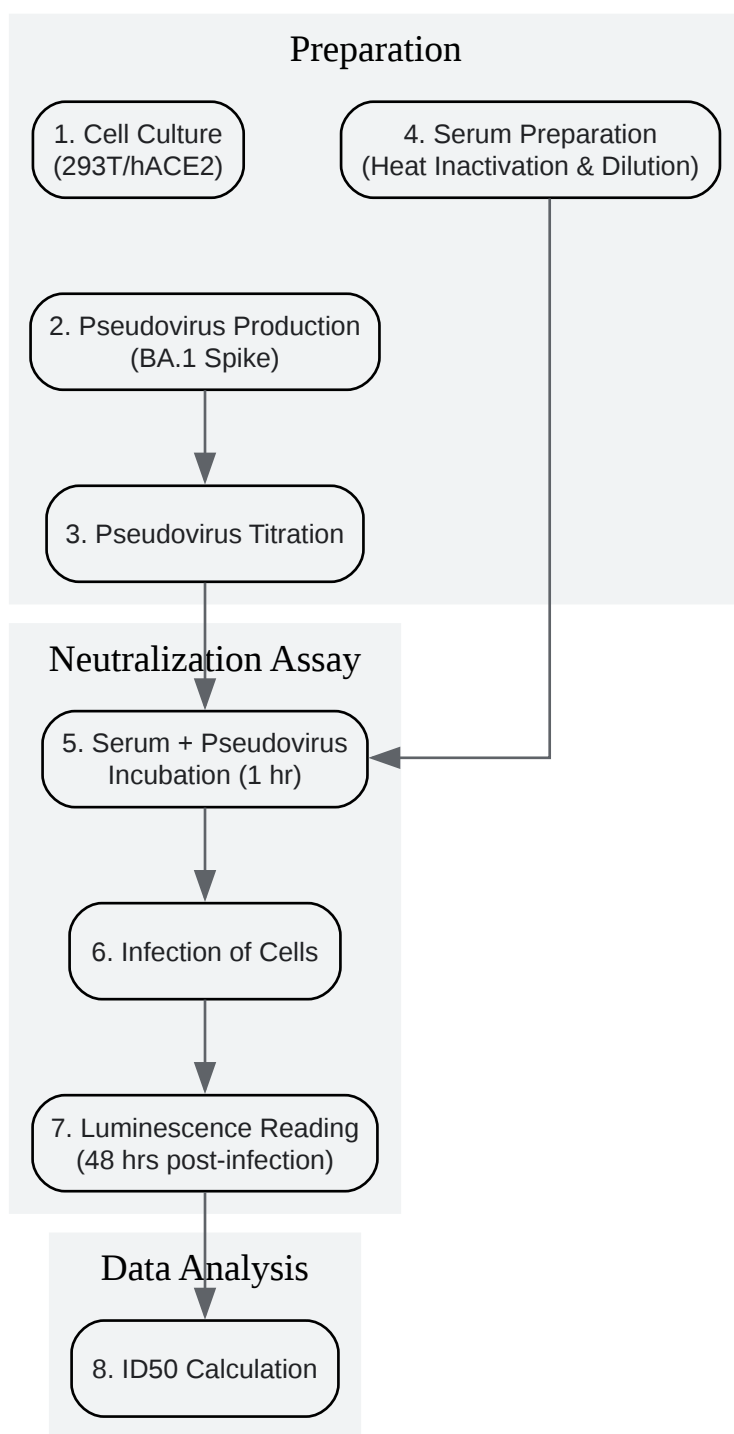 Preparation
1. Cell Culture
(293T/hACE2)
4. Serum Preparation
(Heat Inactivation & Dilution)
2. Pseudovirus Production
(BA.1 Spike)
3. Pseudovirus Titration
Neutralization Assay
5. Serum + Pseudovirus
Incubation (1 hr)
6. Infection of Cells
7. Luminescence Reading
(48 hrs post-infection)
Data Analysis
8. ID50 Calculation